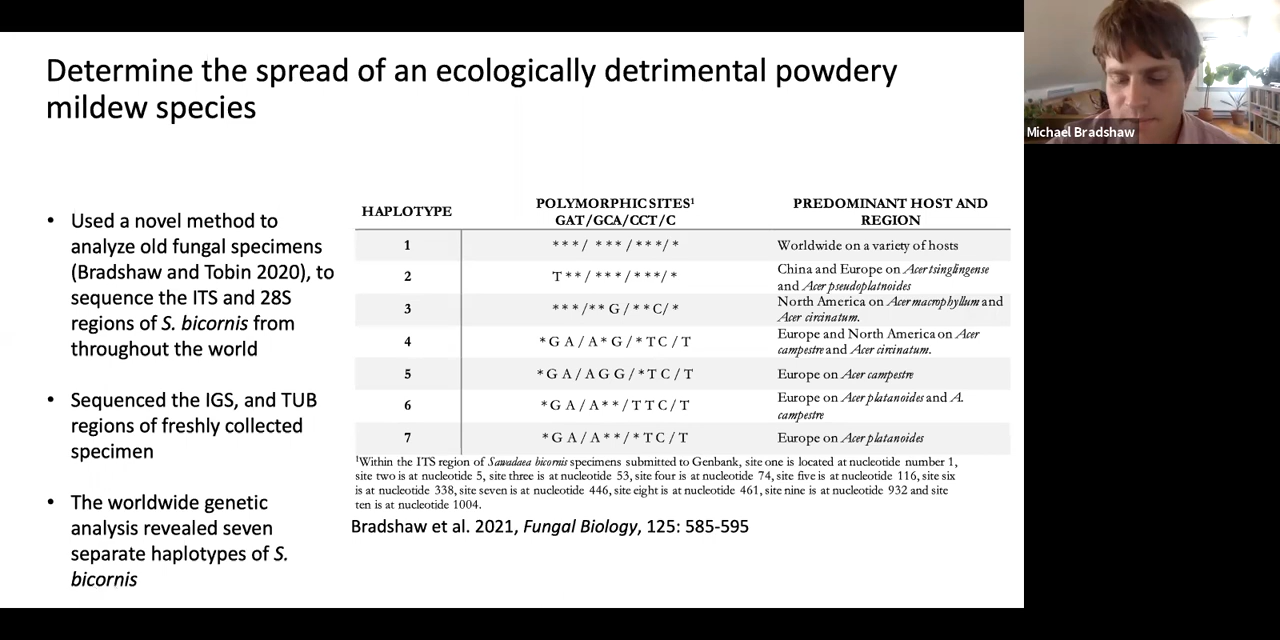 Determine the spread of an ecologically detrimental powdery
mildew species
• Used a novel method to
analyze old fungal specimens
(Bradshaw and Tobin 2020), to
sequence the ITS and 28S
regions of S. bicornis from
throughout the world
• Sequenced the IGS, and TUB
regions of freshly collected
specimen
• The worldwide genetic
analysis revealed seven
separate haplotypes of S.
bicornis
HAPLOTYPE
POLYMORPHIC SITES¹
GAT/GCA/CCT/C
PREDOMINANT HOST AND
REGION
1 ***/ ***/***/* Worldwide on a variety of hosts
2 T**/***/***/* China and Europe on Acer tsinglingense
and Acer pseudoplatnoides
3 ***/**G/**C/* North America on Acer macrophyllum and
Acer circinatum.
4 *GA/A*G/*TC/T Europe and North America on Acer
campestre and Acer circinatum.
5 *GA/AGG/*TC/T Europe on Acer campestre
6 *GA/A**/TTC/T Europe on Acer platanoides and A.
campestre
7 *GA/A**/*TC/T Europe on Acer platanoides
¹Within the ITS region of Sawadaea bicornis specimens submitted to Genbank, site one is located at nucleotide number 1,
site two is at nucleotide 5, site three is at nucleotide 53, site four is at nucleotide 74, site five is at nucleotide 116, site six
is at nucleotide 338, site seven is at nucleotide 446, site eight is at nucleotide 461, site nine is at nucleotide 932 and site
ten is at nucleotide 1004.
Bradshaw et al. 2021, Fungal Biology, 125: 585-595
Michael Bradshaw